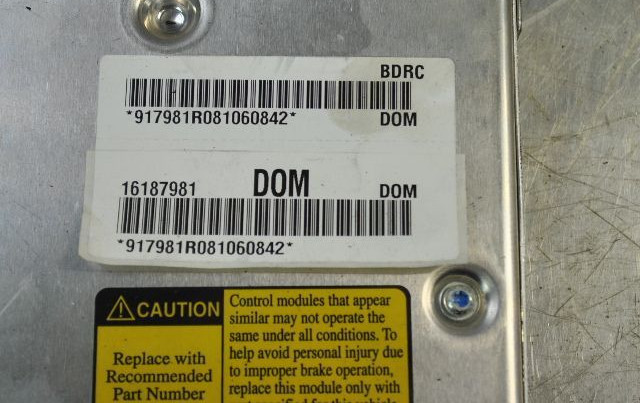 BDRC
*917981R081060842*
DOM
16187981 DOM DOM
*917981R081060842*
CAUTION
Replace with
Recommended
Part Number
Control modules that appear
similar may not operate the
same under all conditions. To
help avoid personal injury due
to improper brake operation,
replace this module only with